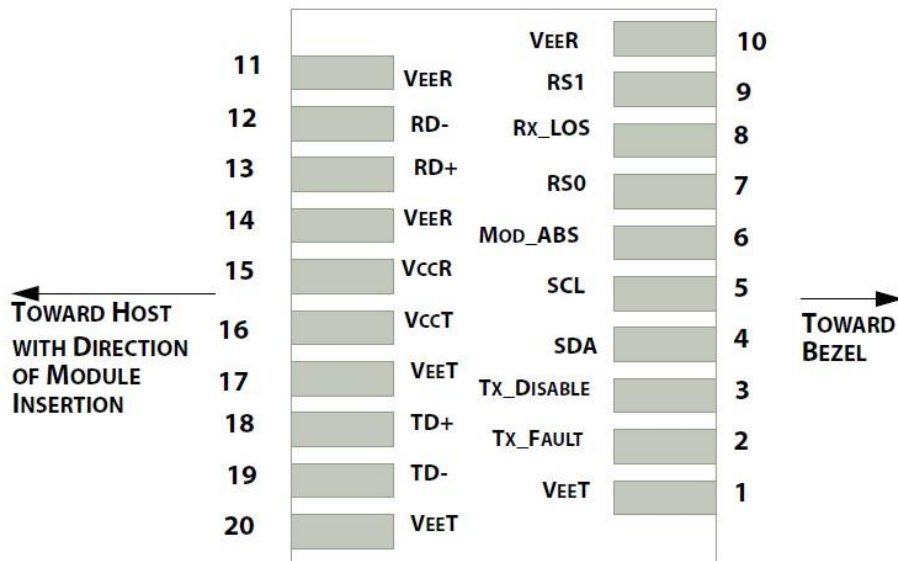 11 VEER
12 RD-
13 RD+
14 VEER
15 VCCR
16 VCCT
17 VEET
18 TD+
19 TD-
20 VEET
VEER 10
RS1 9
RX_LOS 8
RS0 7
MOD_ABS 6
SCL 5
SDA 4
TX_DISABLE 3
TX_FAULT 2
VEET 1
TOWARD HOST
WITH DIRECTION
OF MODULE
INSERTION
TOWARD
BEZEL